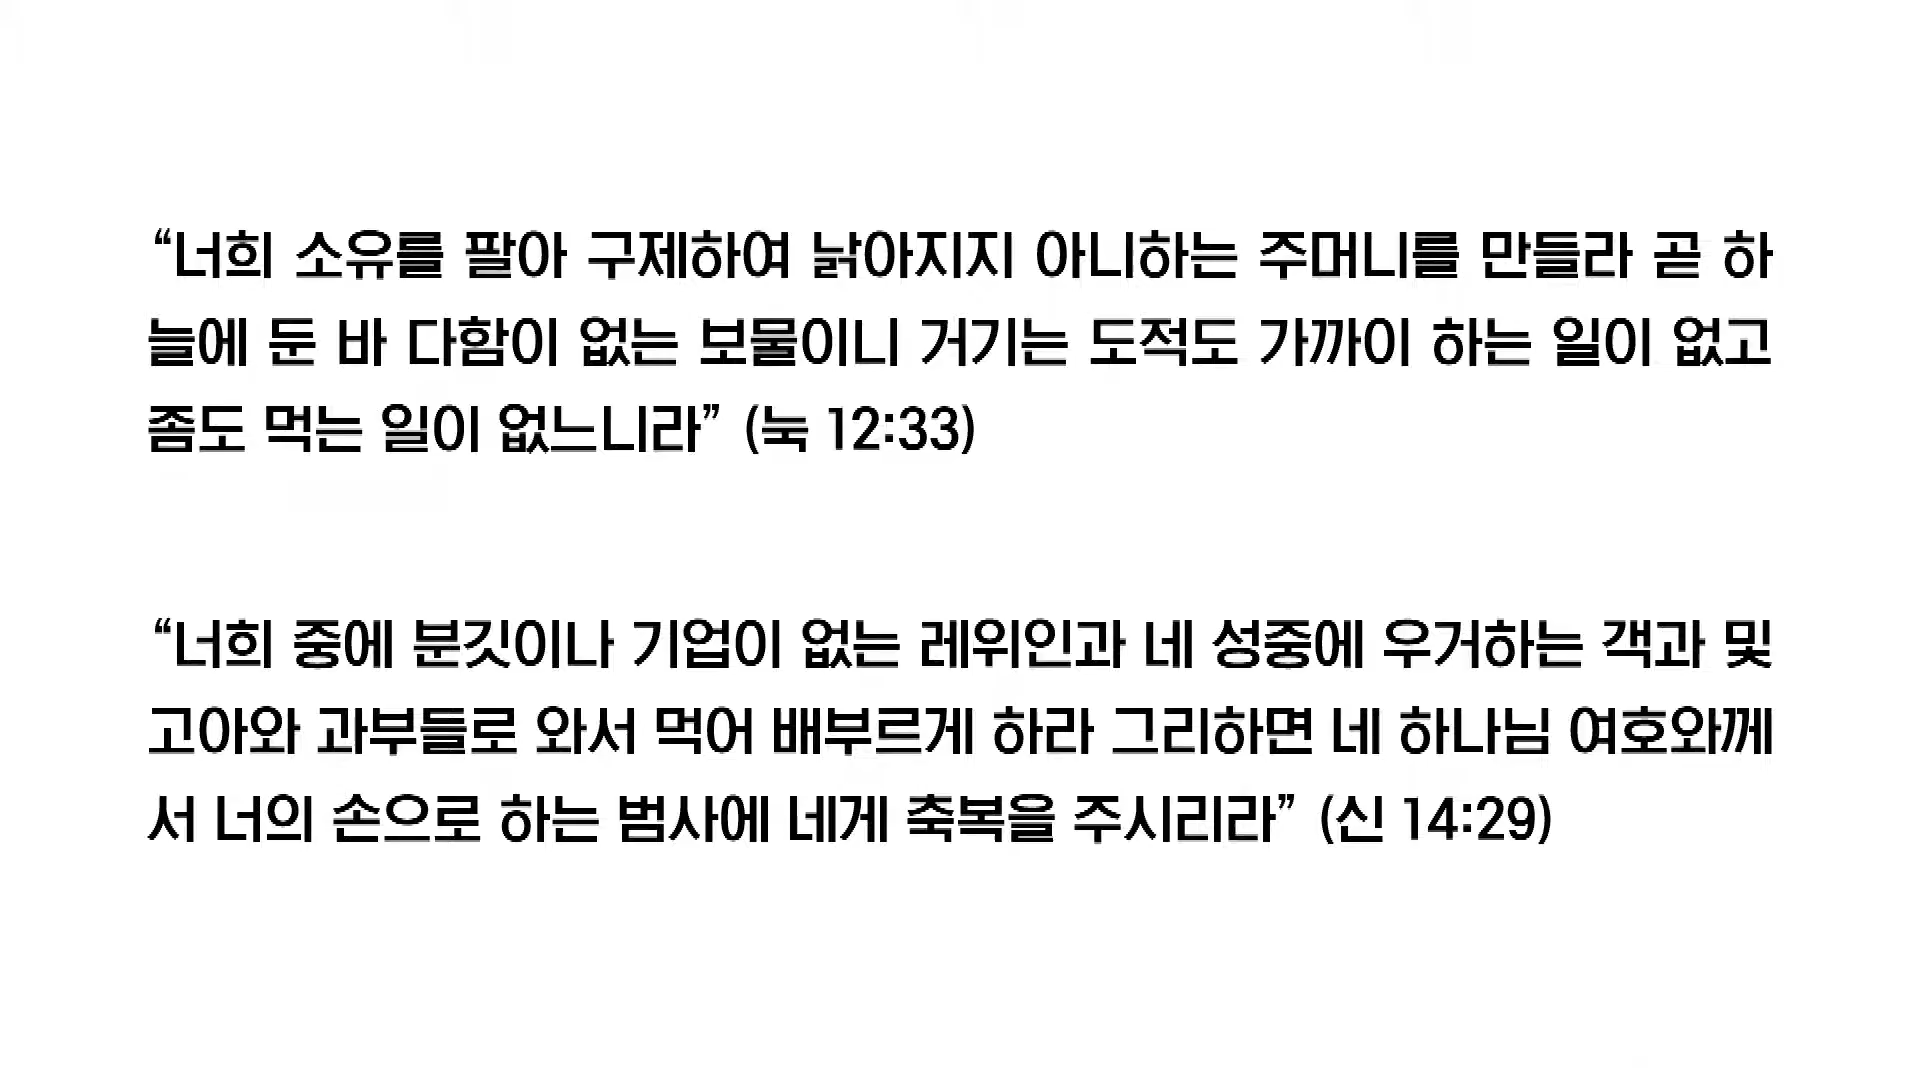 “너희 소유를 팔아 구제하여 낡아지지 아니하는 주머니를 만들라 곧 하
늘에 둔 바 다함이 없는 보물이니 거기는 도적도 가까이 하는 일이 없고
좀도 먹는 일이 없느니라” (눅 12:33)
“너희 중에 분깃이나 기업이 없는 레위인과 네 성중에 우거하는 객과 및
고아와 과부들로 와서 먹어 배부르게 하라 그리하면 네 하나님 여호와께
서 너의 손으로 하는 범사에 네게 축복을 주시리라” (신 14:29)